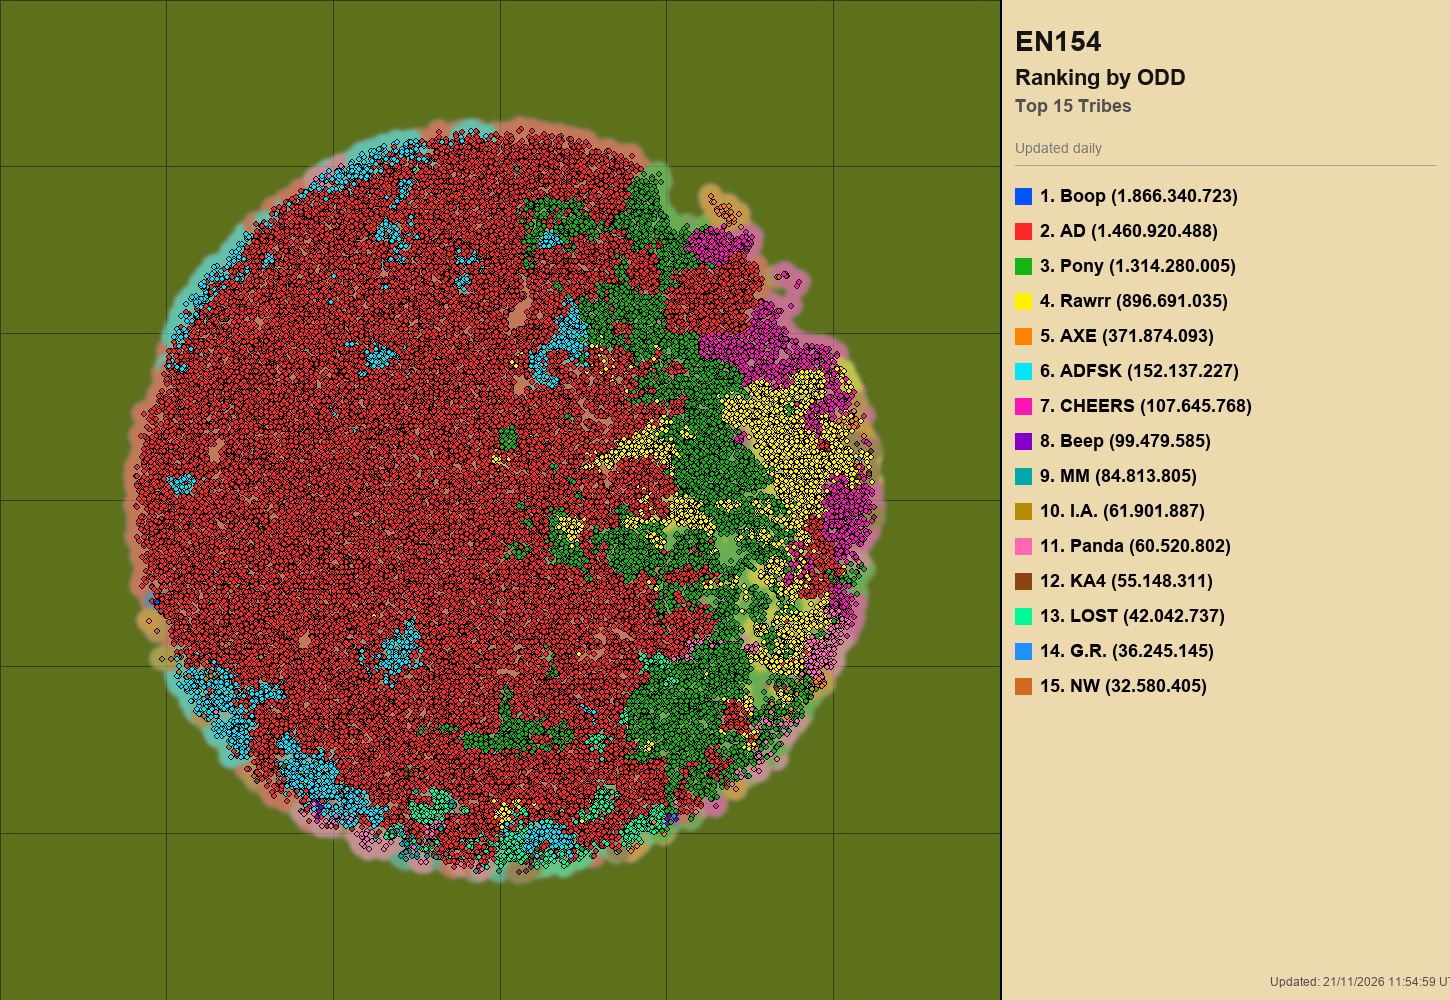 EN154
Ranking by ODD
Top 15 Tribes
Updated daily
1. Boop (1.866.340.723)
2. AD (1.460.920.488)
3. Pony (1.314.280.005)
4. Rawrr (896.691.035)
5. AXE (371.874.093)
6. ADFSK (152.137.227)
7. CHEERS (107.645.768)
8. Beep (99.479.585)
9. MM (84.813.805)
10. I.A. (61.901.887)
11. Panda (60.520.802)
12. KA4 (55.148.311)
13. LOST (42.042.737)
14. G.R. (36.245.145)
15. NW (32.580.405)
Updated: 21/11/2026 11:54:59 U